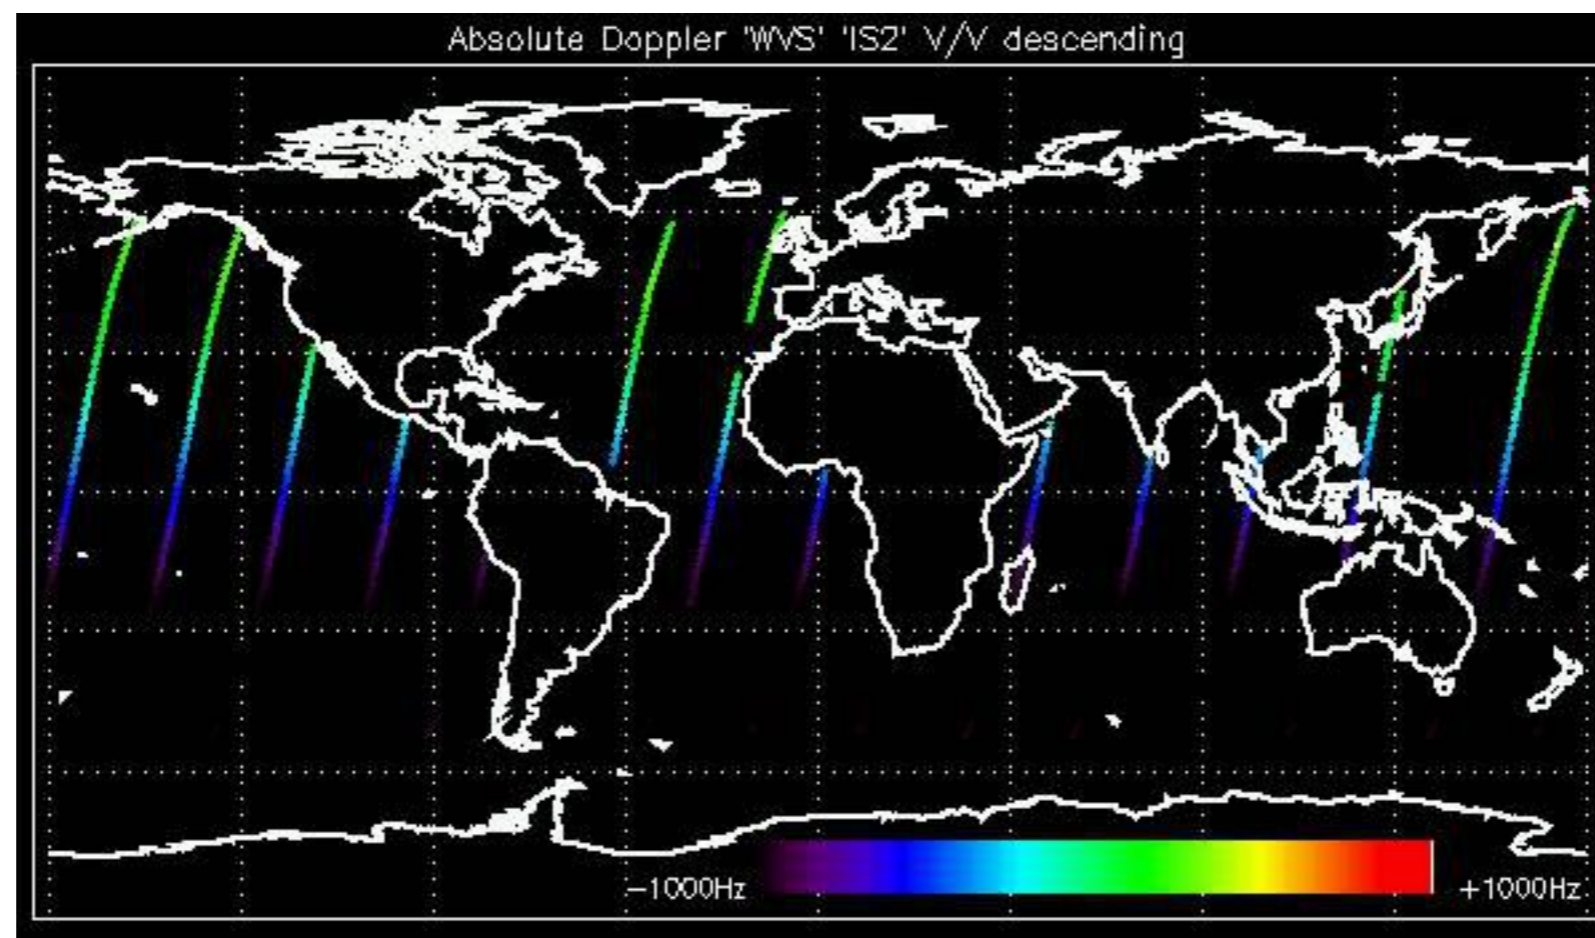 Absolute Doppler 'WVS' 'IS2' V/V descending
−1000Hz
+1000Hz